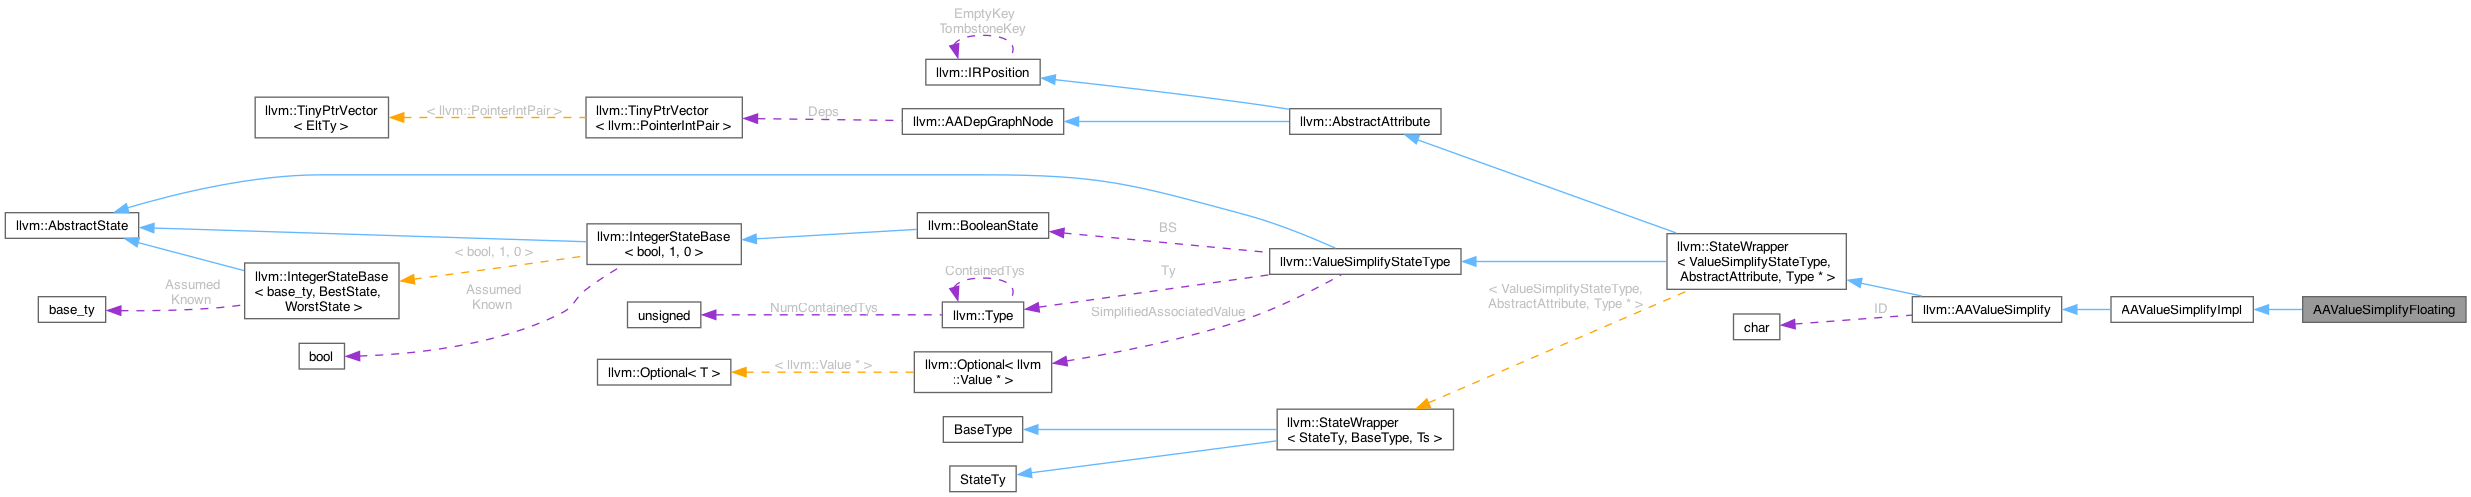 EmptyKey
TombstoneKey
llvm::IRPosition
llvm::TinyPtrVector
< EltTy >
< llvm::PointerIntPair >
llvm::TinyPtrVector
< llvm::PointerIntPair >
Deps
llvm::AADepGraphNode
llvm::AbstractAttribute
llvm::AbstractState
llvm::IntegerStateBase
< bool, 1, 0 >
llvm::BooleanState
BS
llvm::ValueSimplifyStateType
llvm::StateWrapper
< ValueSimplifyStateType,
AbstractAttribute, Type * >
< bool, 1, 0 >
llvm::IntegerStateBase
< base_ty, BestState,
WorstState >
Assumed
Known
base_ty
Assumed
Known
bool
ContainedTys
Ty
llvm::Type
NumContainedTys
unsigned
SimplifiedAssociatedValue
< ValueSimplifyStateType,
AbstractAttribute, Type * >
char
ID
llvm::AAValueSimplify
AAValueSimplifyImpl
AAValueSimplifyFloating
llvm::Optional< T >
< llvm::Value * >
llvm::Optional< llvm
::Value * >
BaseType
llvm::StateWrapper
< StateTy, BaseType, Ts >
StateTy